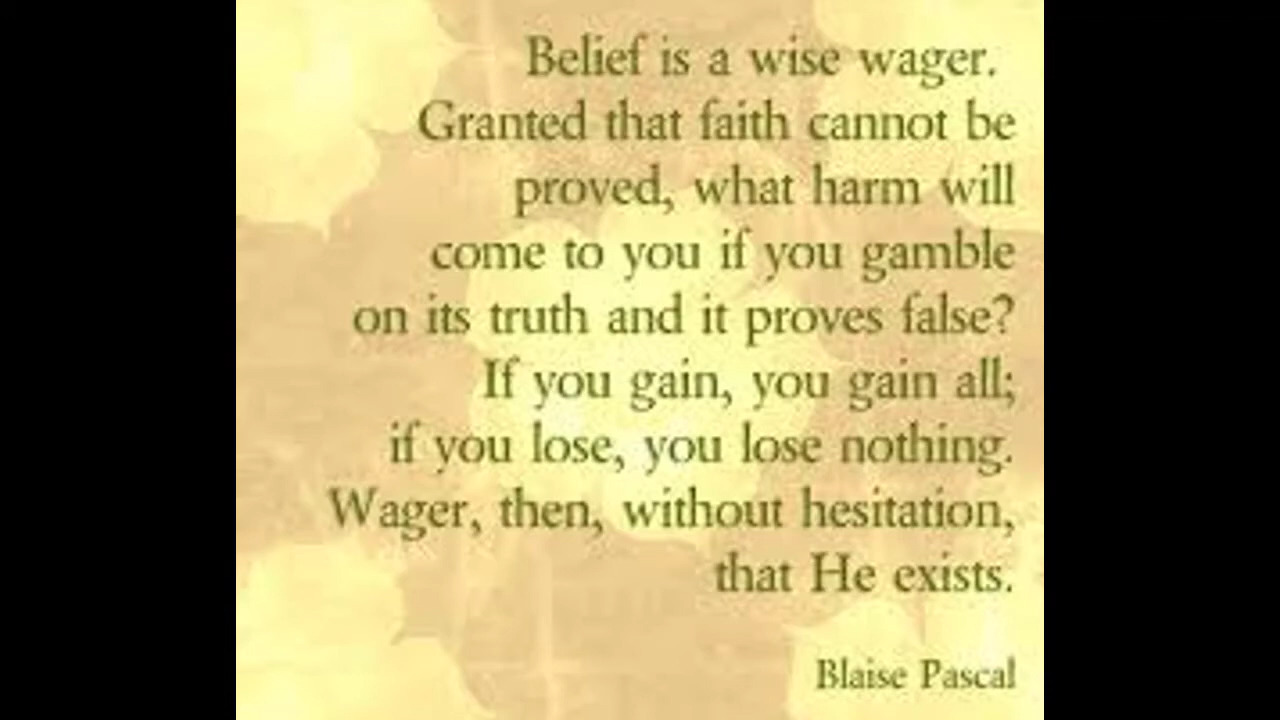 Belief is a wise wager.
Granted that faith cannot be
proved, what harm will
come to you if you gamble
on its truth and it proves false?
If you gain, you gain all;
if you lose, you lose nothing.
Wager, then, without hesitation,
that He exists.
Blaise Pascal